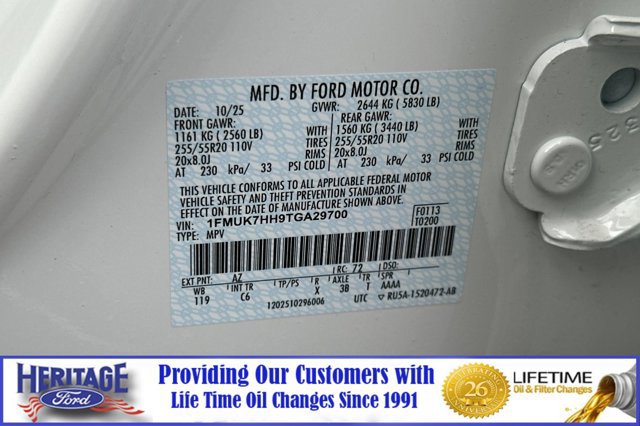 MFD. BY FORD MOTOR CO.
DATE: 10/25 GVWR: 2644 KG ( 5830 LB)
FRONT GAWR: REAR GAWR:
1161 KG ( 2560 LB) WITH 1560 KG ( 3440 LB) WITH
255/55R20 110V TIRES 255/55R20 110V TIRES
20x8.0J RIMS 20x8.0J RIMS
AT 230 kPa/ 33 PSI COLD AT 230 kPa/ 33 PSI COLD
THIS VEHICLE CONFORMS TO ALL APPLICABLE FEDERAL MOTOR
VEHICLE SAFETY AND THEFT PREVENTION STANDARDS IN
EFFECT ON THE DATE OF MANUFACTURE SHOWN ABOVE.
VIN: 1FMUK7HH9TGA29700 F0113
TYPE: MPV T0200
EXT PNT: AZ RC: 72 DSO:
WB INT TR TP/PS R AXLE TR SPR
119 C6 X 3B T AAAA
1202510296006 UTC ▽ RU5A-1520472-AB
325
HERITAGE
Ford
Providing Our Customers with
Life Time Oil Changes Since 1991
CELEBRATING
26
LIFETIME
Oil & Filter Changes